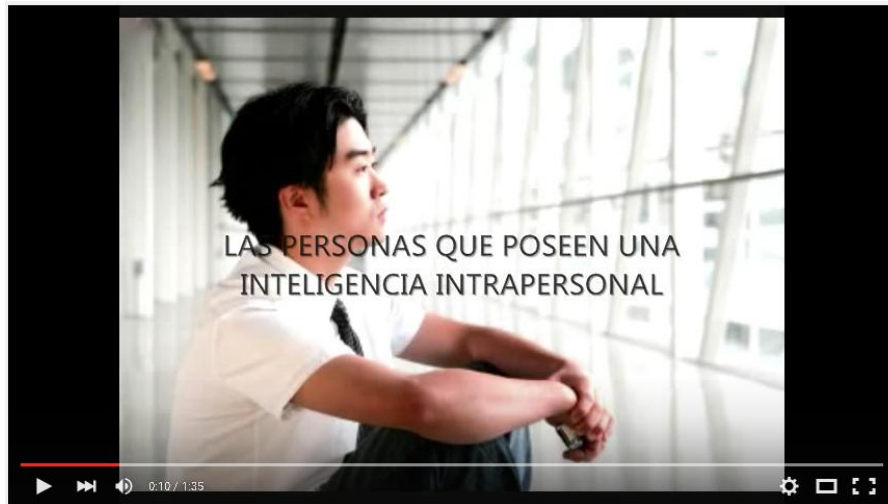 LAS PERSONAS QUE POSEEN UNA
INTELIGENCIA INTRAPERSONAL
0:10 / 1:35